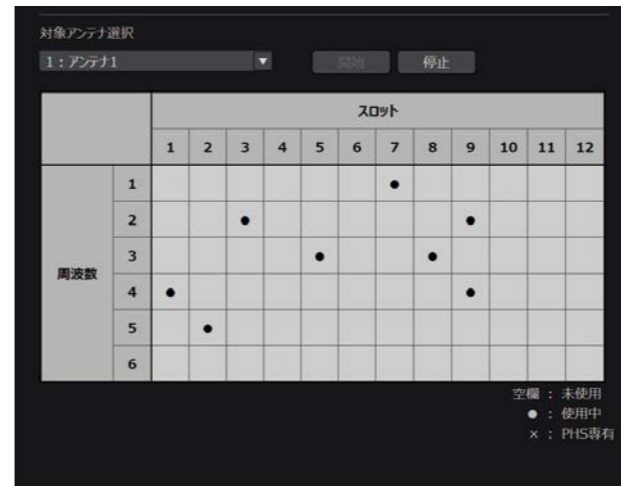 対象アンテナ選択
1：アンテナ1 ▼ 開始 停止
スロット
1 2 3 4 5 6 7 8 9 10 11 12
周波数
1 ●
2 ● ●
3 ● ●
4 ● ●
5 ●
6
空欄 ： 未使用
● ： 使用中
× ： PHS専有